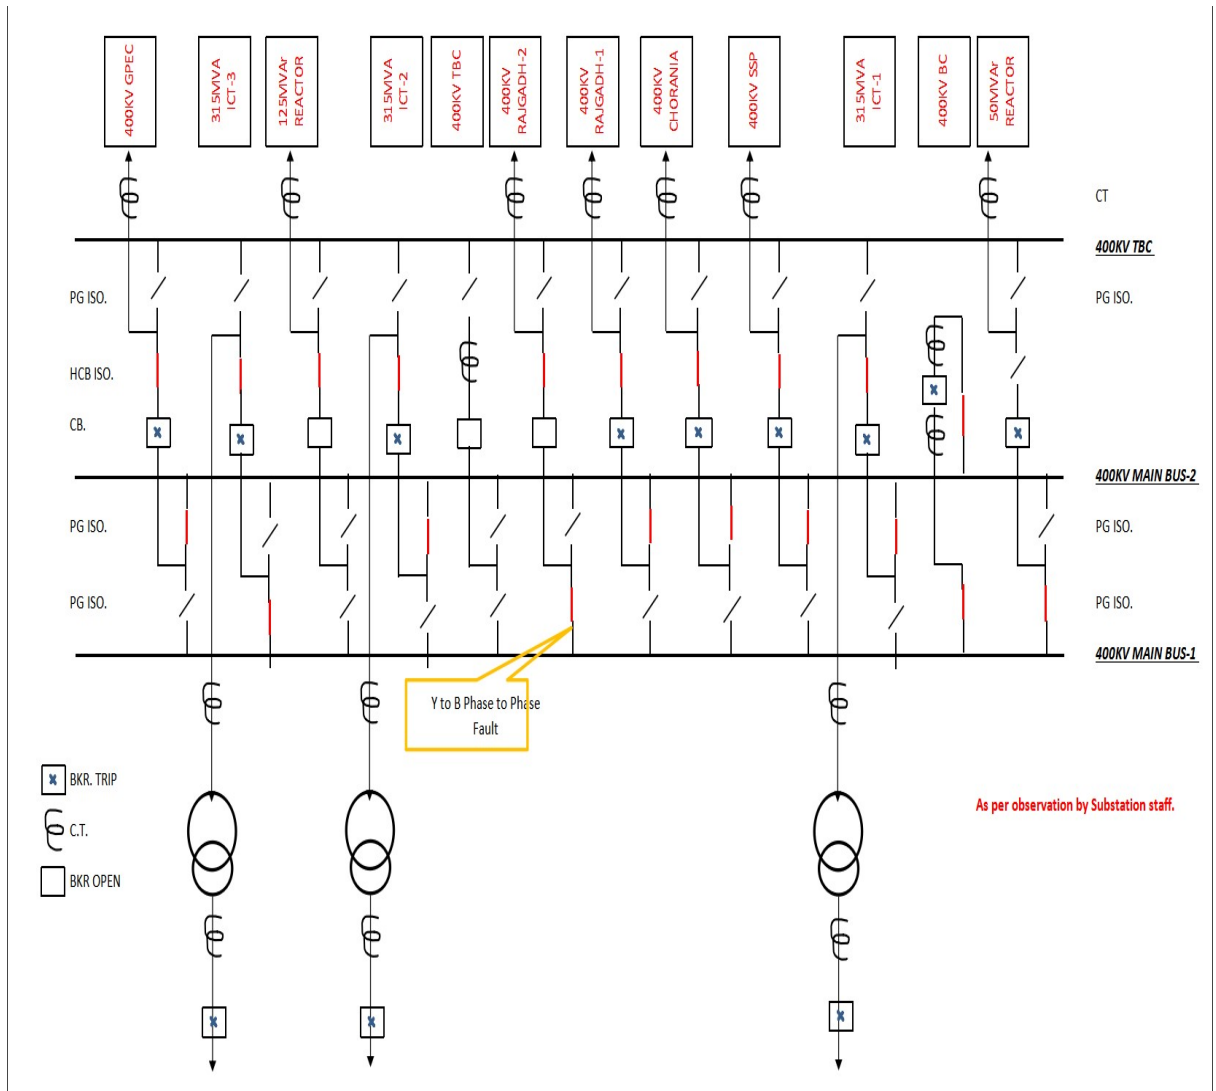 400KV GPEC
315MVA
ICT-3
125MVAr
REACTOR
315MVA
ICT-2
400KV TBC
400KV
RAJGADH-2
400KV
RAJGADH-1
400KV
CHORANIA
400KV SSP
315MVA
ICT-1
400KV BC
50MVAr
REACTOR
CT
400KV TBC
PG ISO.
PG ISO.
HCB ISO.
CB.
400KV MAIN BUS-2
PG ISO.
PG ISO.
PG ISO.
PG ISO.
400KV MAIN BUS-1
Y to B Phase to Phase
Fault
BKR. TRIP
C.T.
BKR OPEN
As per observation by Substation staff.